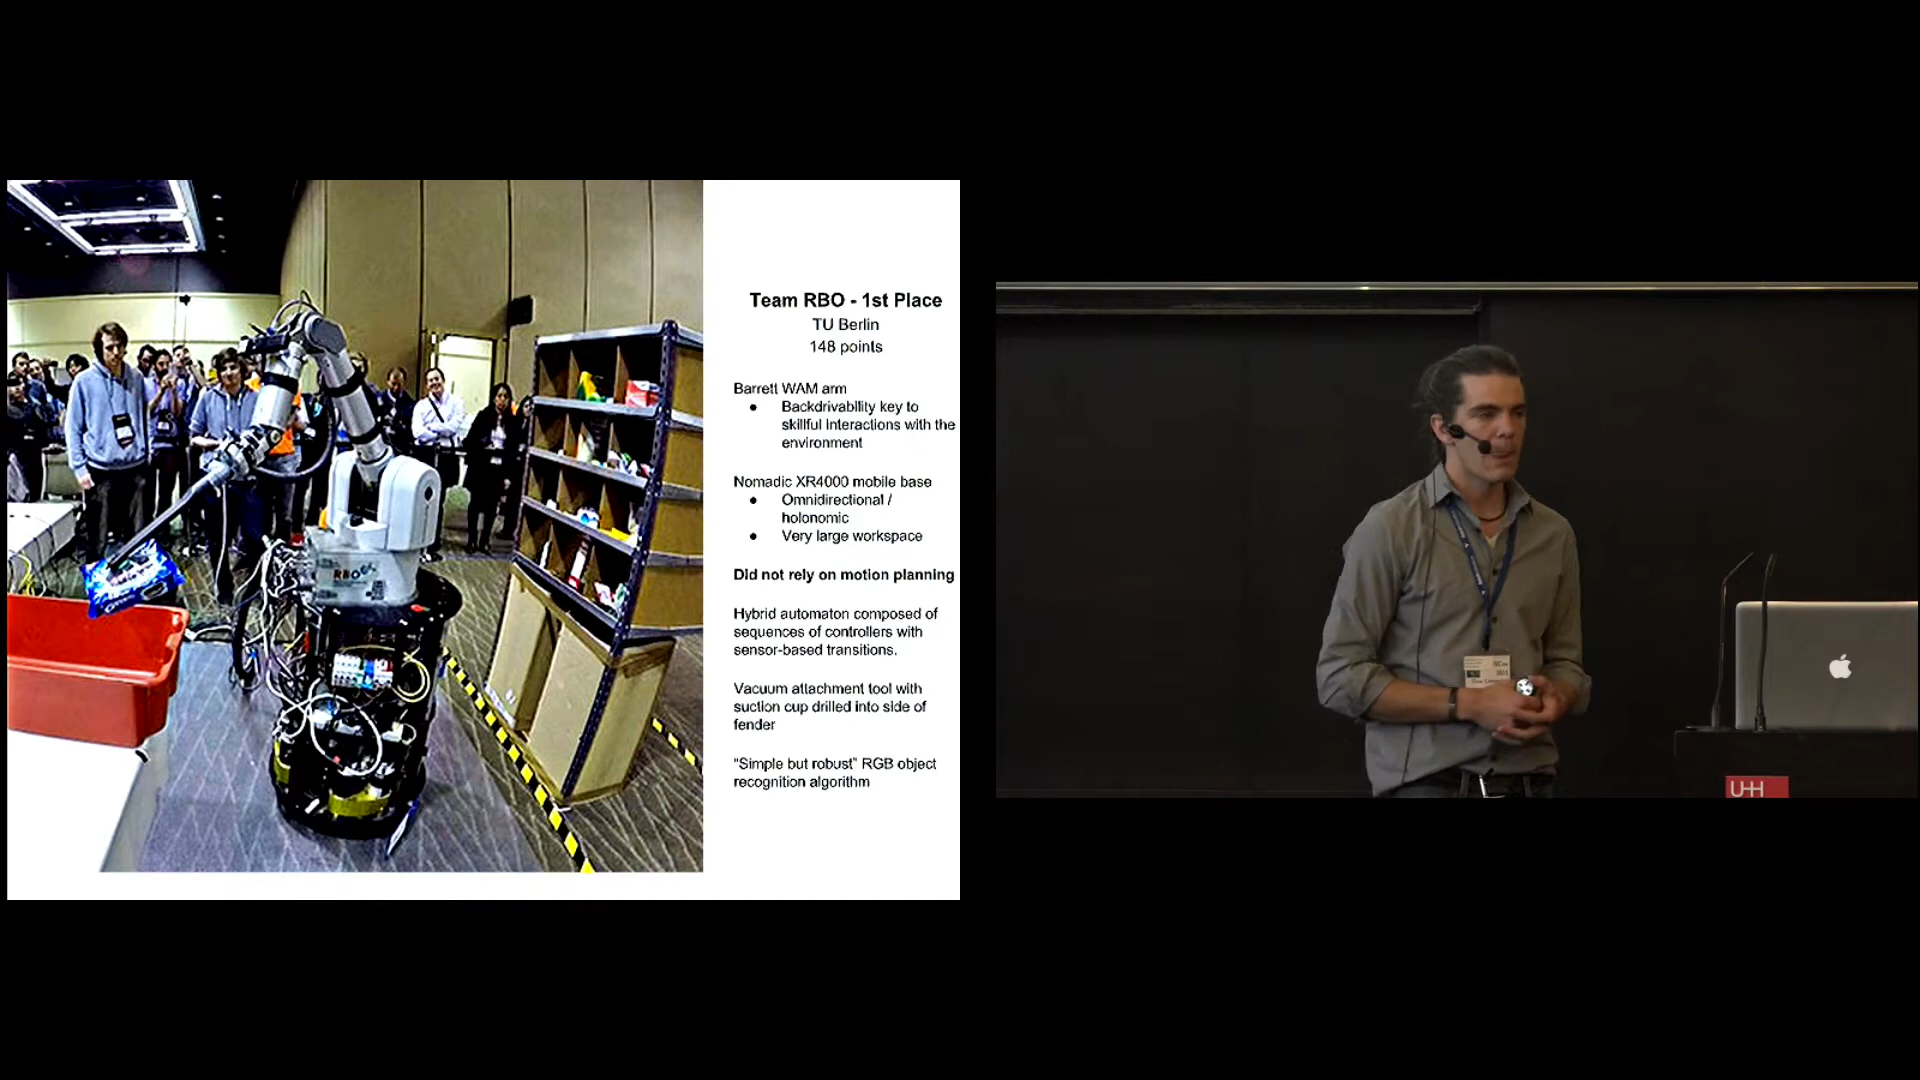 Team RBO - 1st Place
TU Berlin
148 points
Barrett WAM arm
● Backdrivability key to
skillful interactions with the
environment
Nomadic XR4000 mobile base
● Omnidirectional /
holonomic
● Very large workspace
Did not rely on motion planning
Hybrid automaton composed of
sequences of controllers with
sensor-based transitions.
Vacuum attachment tool with
suction cup drilled into side of
fender
“Simple but robust” RGB object
recognition algorithm
RBO
UH